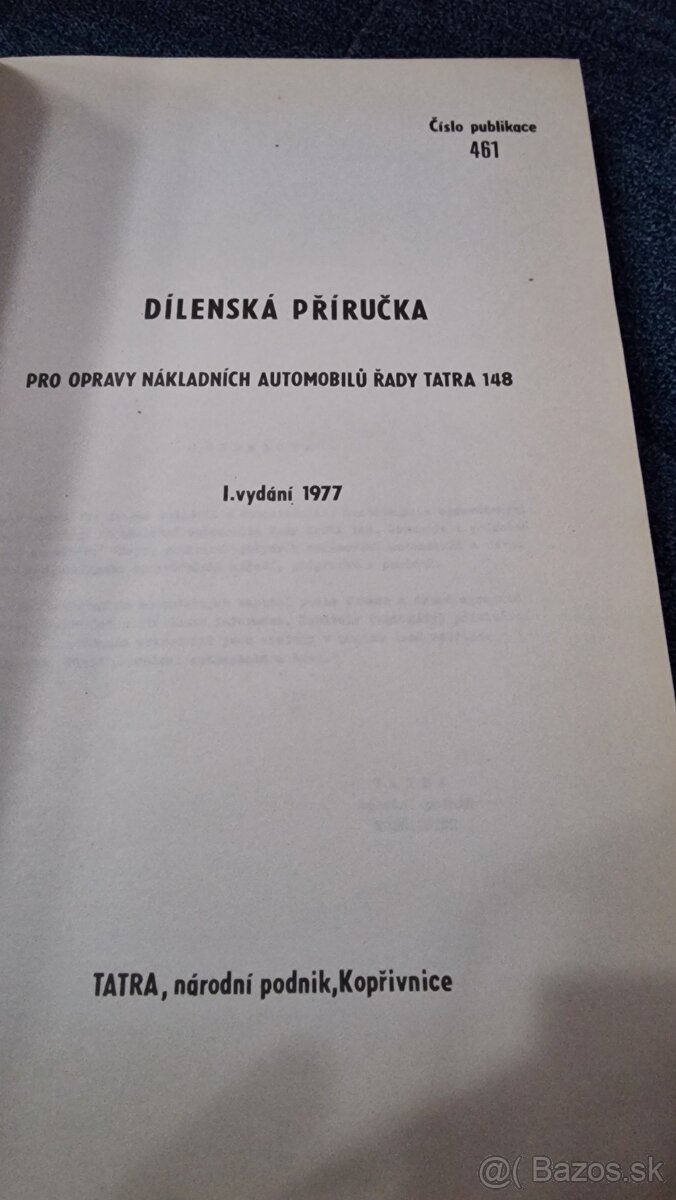 Číslo publikace
461
DÍLENSKÁ PŘÍRUČKA
PRO OPRAVY NÁKLADNÍCH AUTOMOBILŮ ŘADY TATRA 148
I.vydání 1977
TATRA, národní podnik,Kopřivnice
@( Bazos.sk